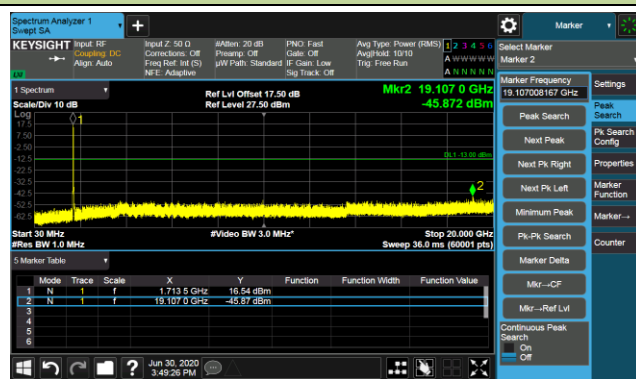 Spectrum Analyzer 1
Swept SA
Marker
KEYSIGHT
Input: RF
Coupling: DC
Align: Auto
Input Z: 50 Ω
Corrections: Off
Freq Ref: Int (S)
NFE: Adaptive
#Atten: 20 dB
Preamp: Off
µW Path: Standard
PNO: Fast
Gate: Off
IF Gain: Low
Sig Track: Off
Avg Type: Power (RMS)
Avg|Hold: 10/10
Trig: Free Run
1 2 3 4 5 6
A W W W W W
A N N N N N
Select Marker
Marker 2
LXI
1 Spectrum
Scale/Div 10 dB
Ref Lvl Offset 17.50 dB
Ref Level 27.50 dBm
Mkr2 19.107 0 GHz
-45.872 dBm
Log
17.5
7.50
-2.50
-12.5
-22.5
-32.5
-42.5
-52.5
-62.5
1
DL1 -13.00 dBm
2
Start 30 MHz
#Res BW 1.0 MHz
#Video BW 3.0 MHz*
Stop 20.000 GHz
Sweep 36.0 ms (60001 pts)
5 Marker Table
Mode Trace Scale X Y Function Function Width Function Value
1 N 1 f 1.713 5 GHz 16.54 dBm
2 N 1 f 19.107 0 GHz -45.87 dBm
3
4
5
6
Marker Frequency
19.107008167 GHz
Peak Search
Next Peak
Next Pk Right
Next Pk Left
Minimum Peak
Pk-Pk Search
Marker Delta
Mkr→CF
Mkr→Ref Lvl
Continuous Peak
Search
On
Off
Settings
Peak
Search
Pk Search
Config
Properties
Marker
Function
Marker→
Counter
?
Jun 30, 2020
3:49:26 PM